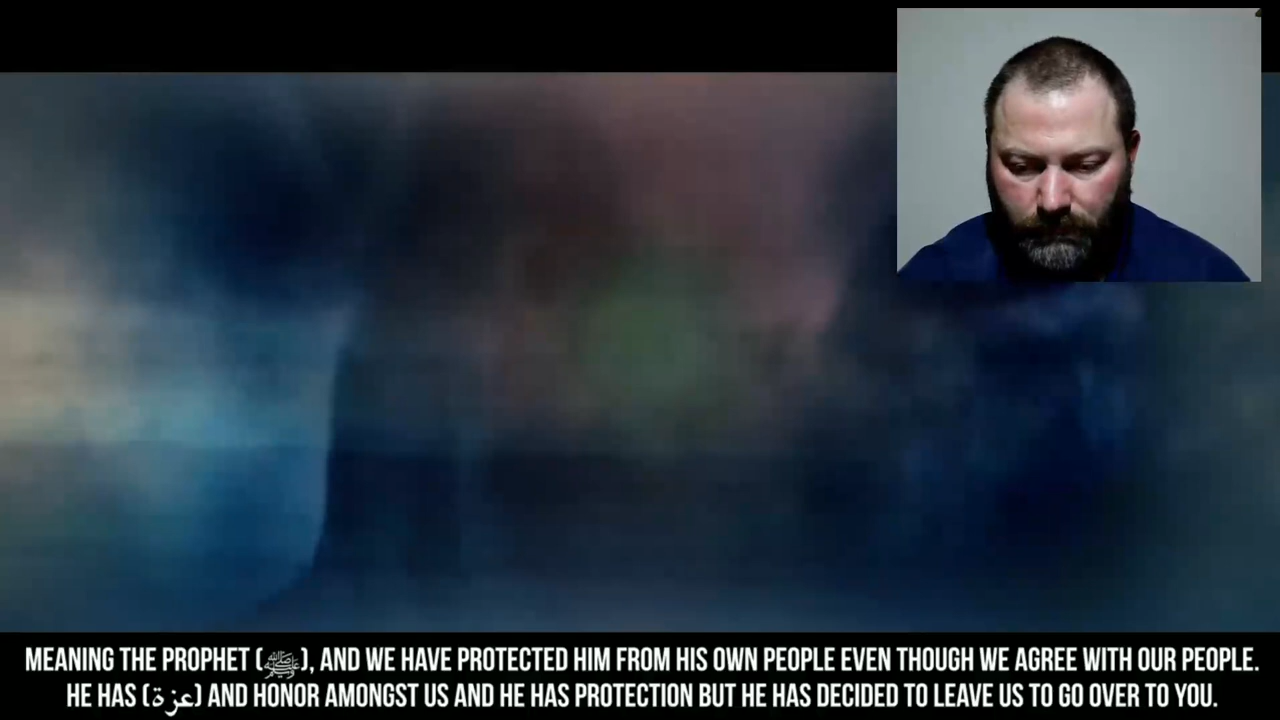 MEANING THE PROPHET (ﷺ), AND WE HAVE PROTECTED HIM FROM HIS OWN PEOPLE EVEN THOUGH WE AGREE WITH OUR PEOPLE.
HE HAS (عزة) AND HONOR AMONGST US AND HE HAS PROTECTION BUT HE HAS DECIDED TO LEAVE US TO GO OVER TO YOU.